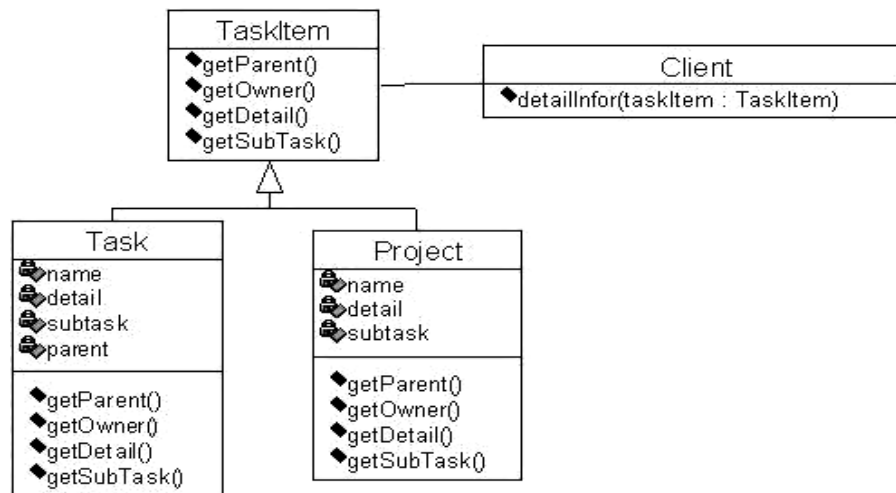 TaskItem
getParent()
getOwner()
getDetail()
getSubTask()
Client
detailInfor(taskItem : TaskItem)
Task
name
detail
subtask
parent
getParent()
getOwner()
getDetail()
getSubTask()
Project
name
detail
subtask
getParent()
getOwner()
getDetail()
getSubTask()